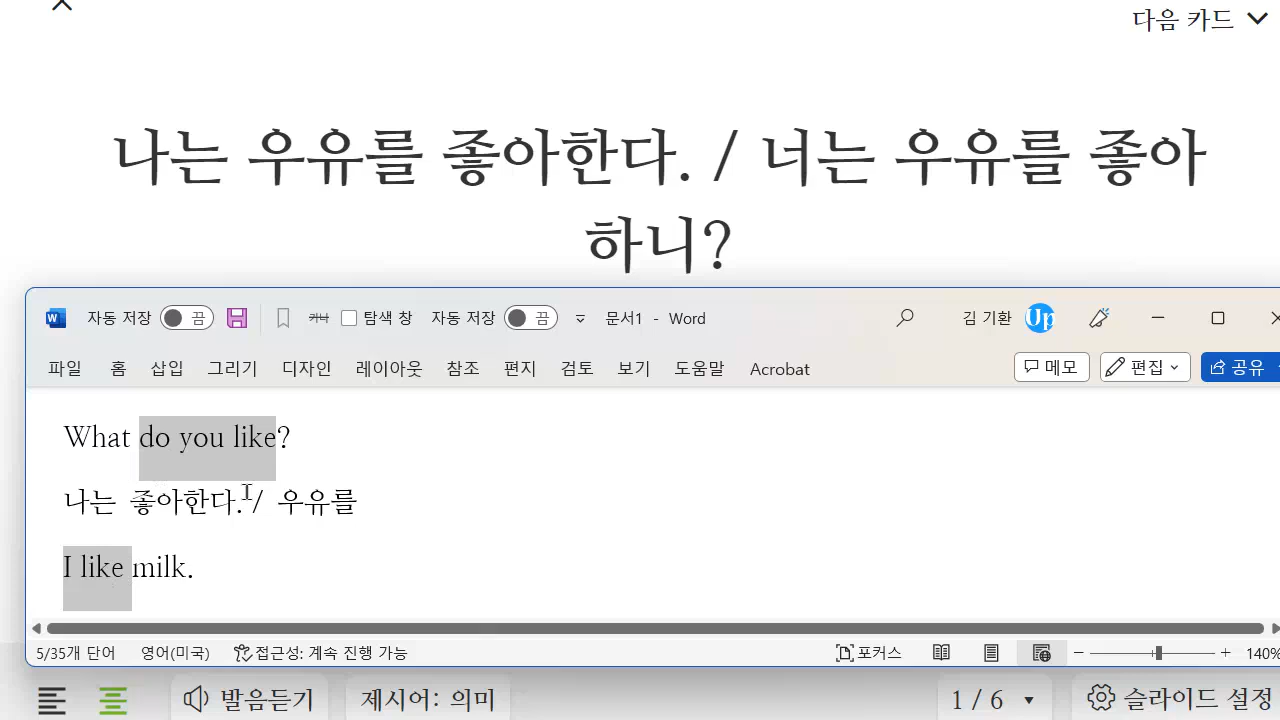 다음 카드
나는 우유를 좋아한다. / 너는 우유를 좋아
하니?
자동 저장 끔 탐색 창 자동 저장 끔 문서1 - Word 김 기환 Up
파일 홈 삽입 그리기 디자인 레이아웃 참조 편지 검토 보기 도움말 Acrobat 메모 편집 공유
What do you like?
나는 좋아한다. / 우유를
I like milk.
5/35개 단어 영어(미국) 접근성: 계속 진행 가능 포커스 - + 140%
발음듣기 제시어: 의미 1 / 6 슬라이드 설정